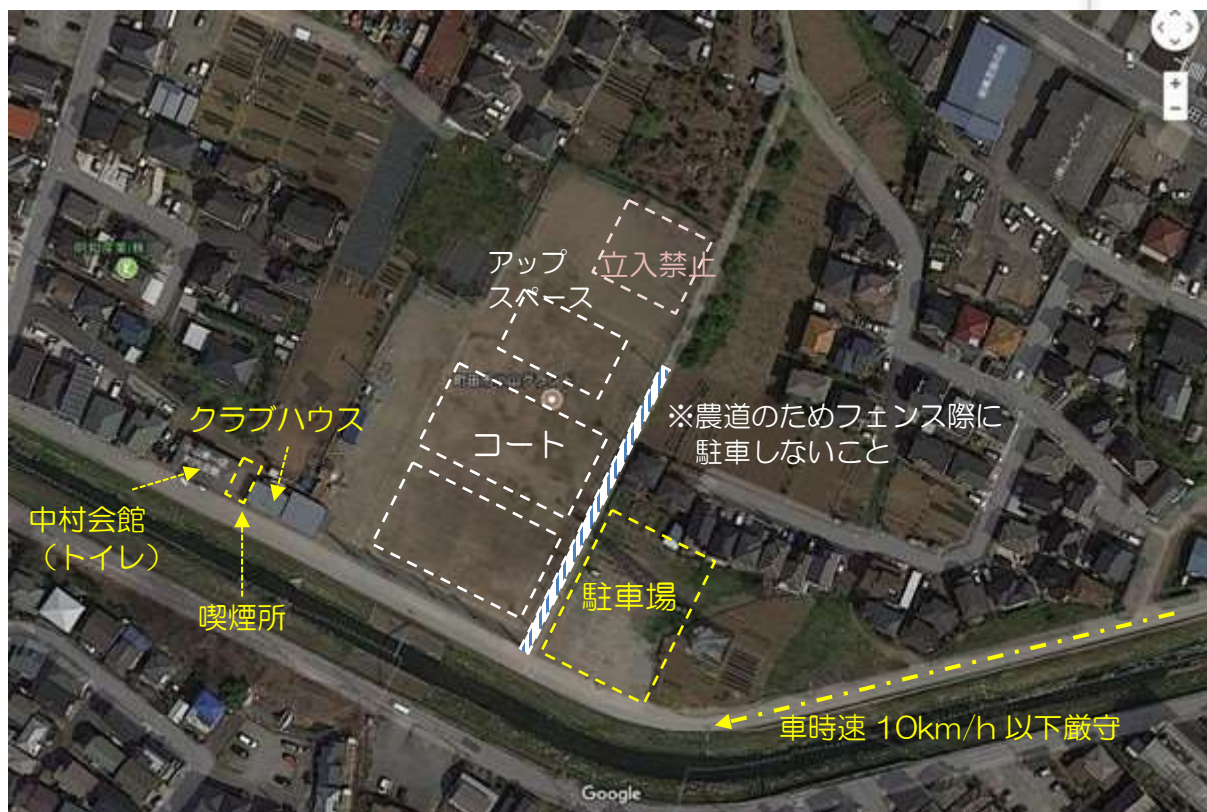 アップ
スペース
立入禁止
クラブハウス
コート
※農道のためフェンス際に
駐車しないこと
中村会館
（トイレ）
喫煙所
駐車場
車時速 10km/h 以下厳守
Google